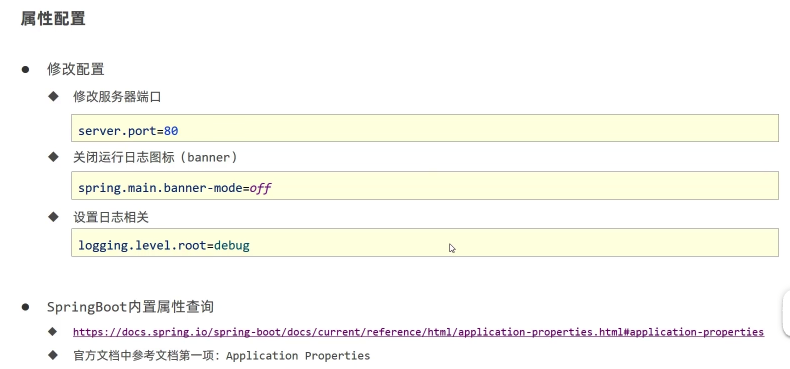 属性配置
修改配置
修改服务器端口
server.port=80
关闭运行日志图标（banner）
spring.main.banner-mode=off
设置日志相关
logging.level.root=debug
SpringBoot内置属性查询
https://docs.spring.io/spring-boot/docs/current/reference/html/application-properties.html#application-properties
官方文档中参考文档第一项：Application Properties